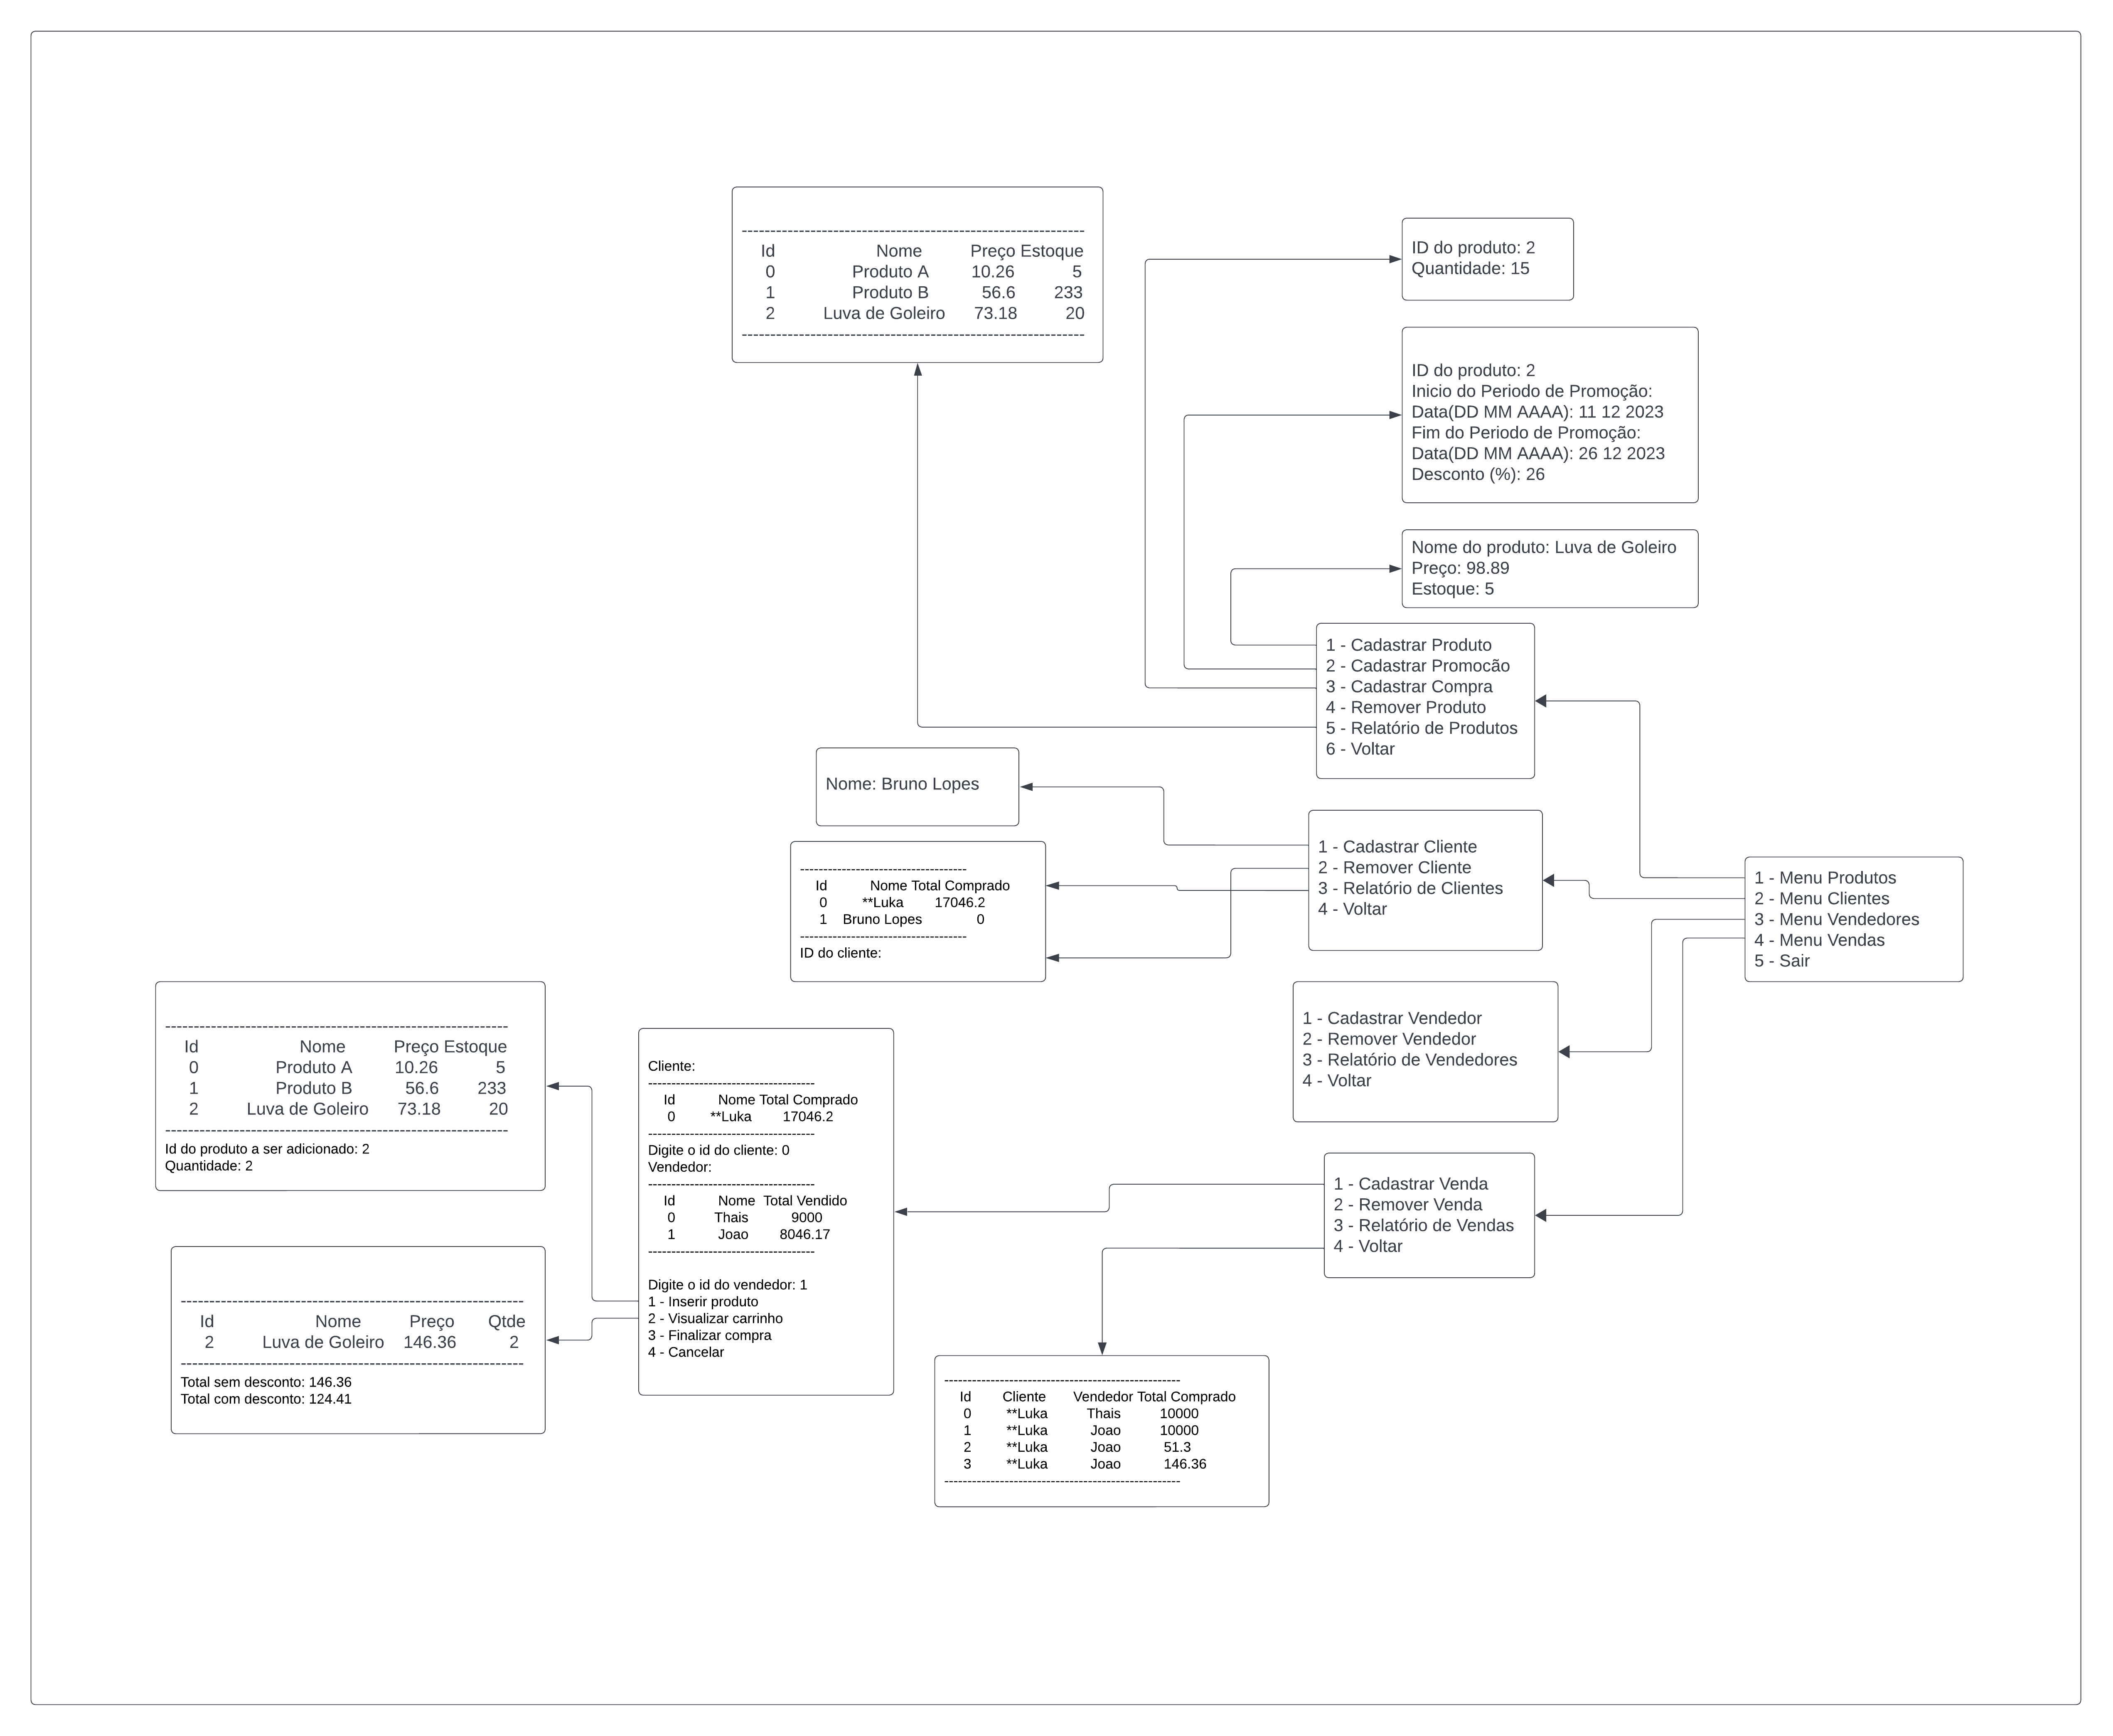 ------------------------------------------------------------
Id Nome Preço Estoque
0 Produto A 10.26 5
1 Produto B 56.6 233
2 Luva de Goleiro 73.18 20
------------------------------------------------------------
ID do produto: 2
Quantidade: 15
ID do produto: 2
Inicio do Periodo de Promoção:
Data(DD MM AAAA): 11 12 2023
Fim do Periodo de Promoção:
Data(DD MM AAAA): 26 12 2023
Desconto (%): 26
Nome do produto: Luva de Goleiro
Preço: 98.89
Estoque: 5
1 - Cadastrar Produto
2 - Cadastrar Promocão
3 - Cadastrar Compra
4 - Remover Produto
5 - Relatório de Produtos
6 - Voltar
Nome: Bruno Lopes
------------------------------------
Id Nome Total Comprado
0 **Luka 17046.2
1 Bruno Lopes 0
------------------------------------
ID do cliente:
1 - Cadastrar Cliente
2 - Remover Cliente
3 - Relatório de Clientes
4 - Voltar
1 - Menu Produtos
2 - Menu Clientes
3 - Menu Vendedores
4 - Menu Vendas
5 - Sair
1 - Cadastrar Vendedor
2 - Remover Vendedor
3 - Relatório de Vendedores
4 - Voltar
------------------------------------------------------------
Id Nome Preço Estoque
0 Produto A 10.26 5
1 Produto B 56.6 233
2 Luva de Goleiro 73.18 20
------------------------------------------------------------
Id do produto a ser adicionado: 2
Quantidade: 2
Cliente:
------------------------------------
Id Nome Total Comprado
0 **Luka 17046.2
------------------------------------
Digite o id do cliente: 0
Vendedor:
------------------------------------
Id Nome Total Vendido
0 Thais 9000
1 Joao 8046.17
------------------------------------
Digite o id do vendedor: 1
1 - Inserir produto
2 - Visualizar carrinho
3 - Finalizar compra
4 - Cancelar
1 - Cadastrar Venda
2 - Remover Venda
3 - Relatório de Vendas
4 - Voltar
------------------------------------------------------------
Id Nome Preço Qtde
2 Luva de Goleiro 146.36 2
------------------------------------------------------------
Total sem desconto: 146.36
Total com desconto: 124.41
---------------------------------------------------
Id Cliente Vendedor Total Comprado
0 **Luka Thais 10000
1 **Luka Joao 10000
2 **Luka Joao 51.3
3 **Luka Joao 146.36
---------------------------------------------------